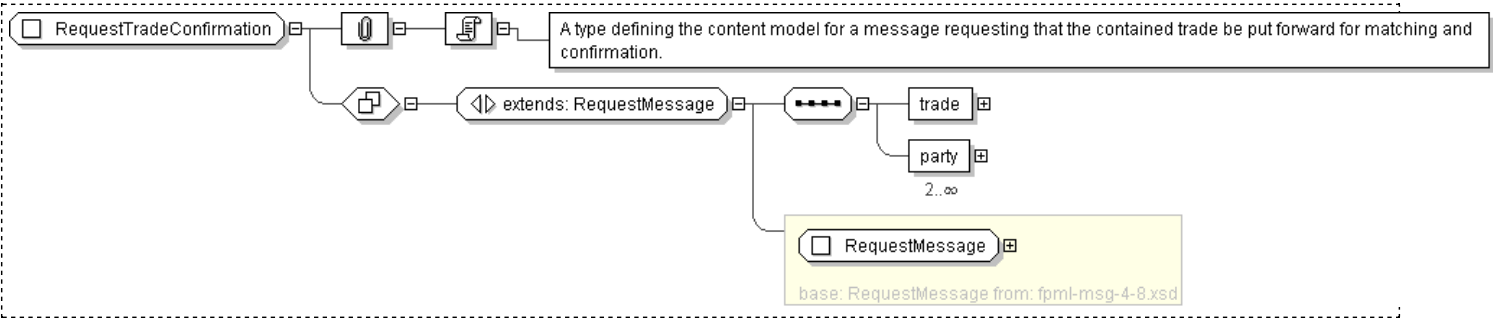 RequestTradeConfirmation
A type defining the content model for a message requesting that the contained trade be put forward for matching and
confirmation.
extends: RequestMessage
trade
party
2..∞
RequestMessage
base: RequestMessage from: fpml-msg-4-8.xsd